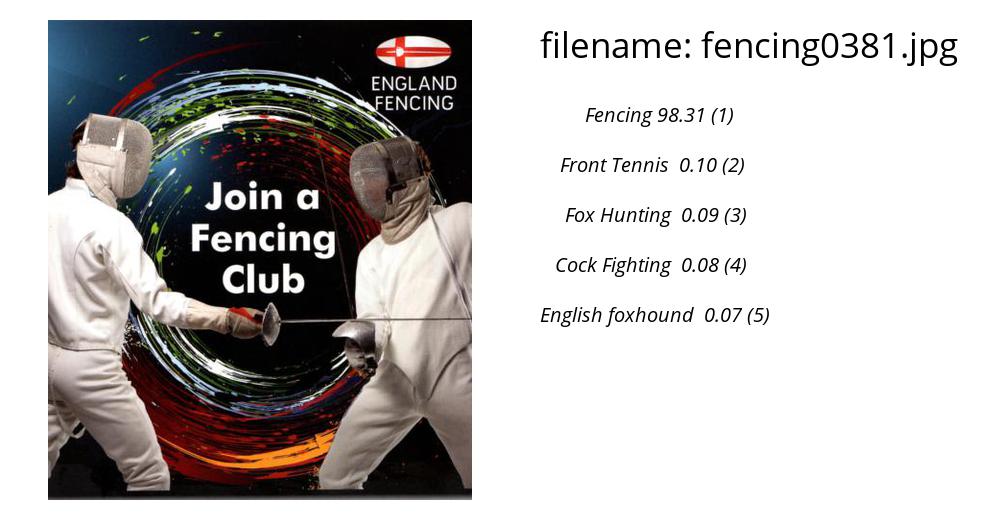 ENGLAND
FENCING
Join a
Fencing
Club
filename: fencing0381.jpg
Fencing 98.31 (1)
Front Tennis 0.10 (2)
Fox Hunting 0.09 (3)
Cock Fighting 0.08 (4)
English foxhound 0.07 (5)